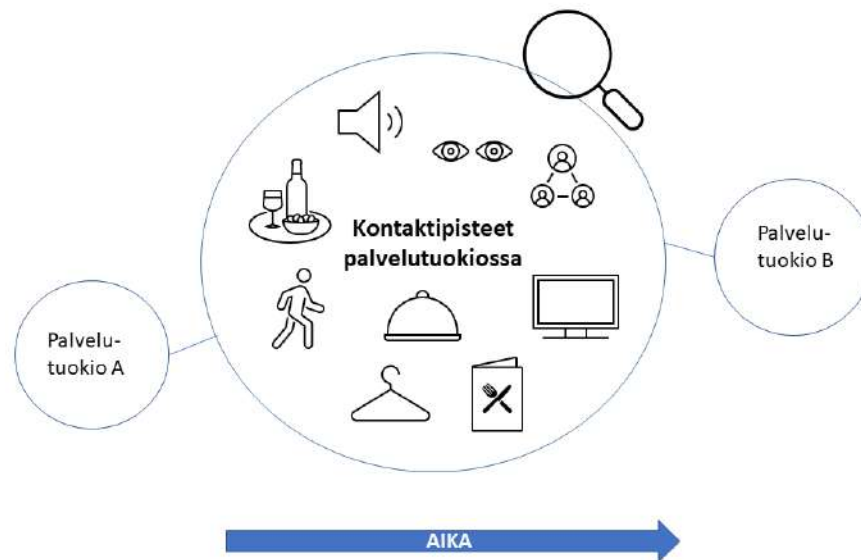 Kontaktipisteet
palvelutuokiossa
Palvelu-
tuokio A
Palvelu-
tuokio B
AIKA